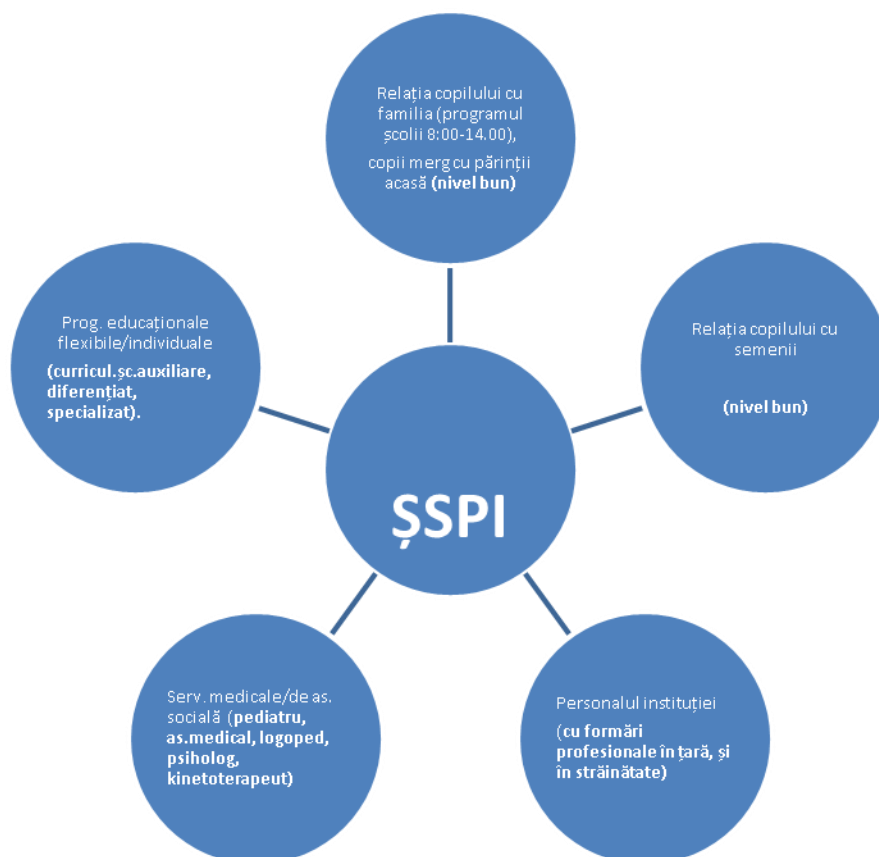 Relația copilului cu
familia (programul
școlii 8:00-14.00),
copii merg cu părinții
acasă (nivel bun)
Prog. educaționale
flexibile/individuale
(curricul.șc.auxiliare,
diferențiat,
specializat).
Relația copilului cu
semenii
(nivel bun)
ȘSPI
Serv. medicale/de as.
socială (pediatru,
as.medical, logoped,
psiholog,
kinetoterapeut)
Personalul instituției
(cu formări
profesionale în țară, și
în străinătate)